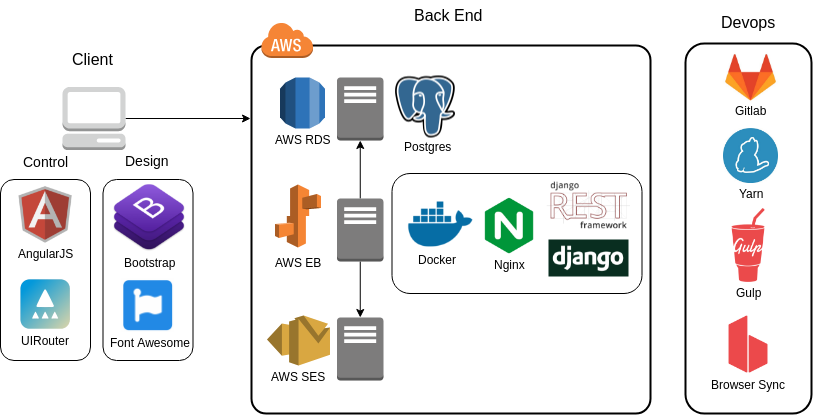 Client
Control
Design
AngularJS
Bootstrap
UIRouter
Font Awesome
Back End
AWS
AWS RDS
Postgres
AWS EB
Docker
Nginx
django
REST
framework
django
AWS SES
Devops
Gitlab
Yarn
Gulp
Gulp
Browser Sync